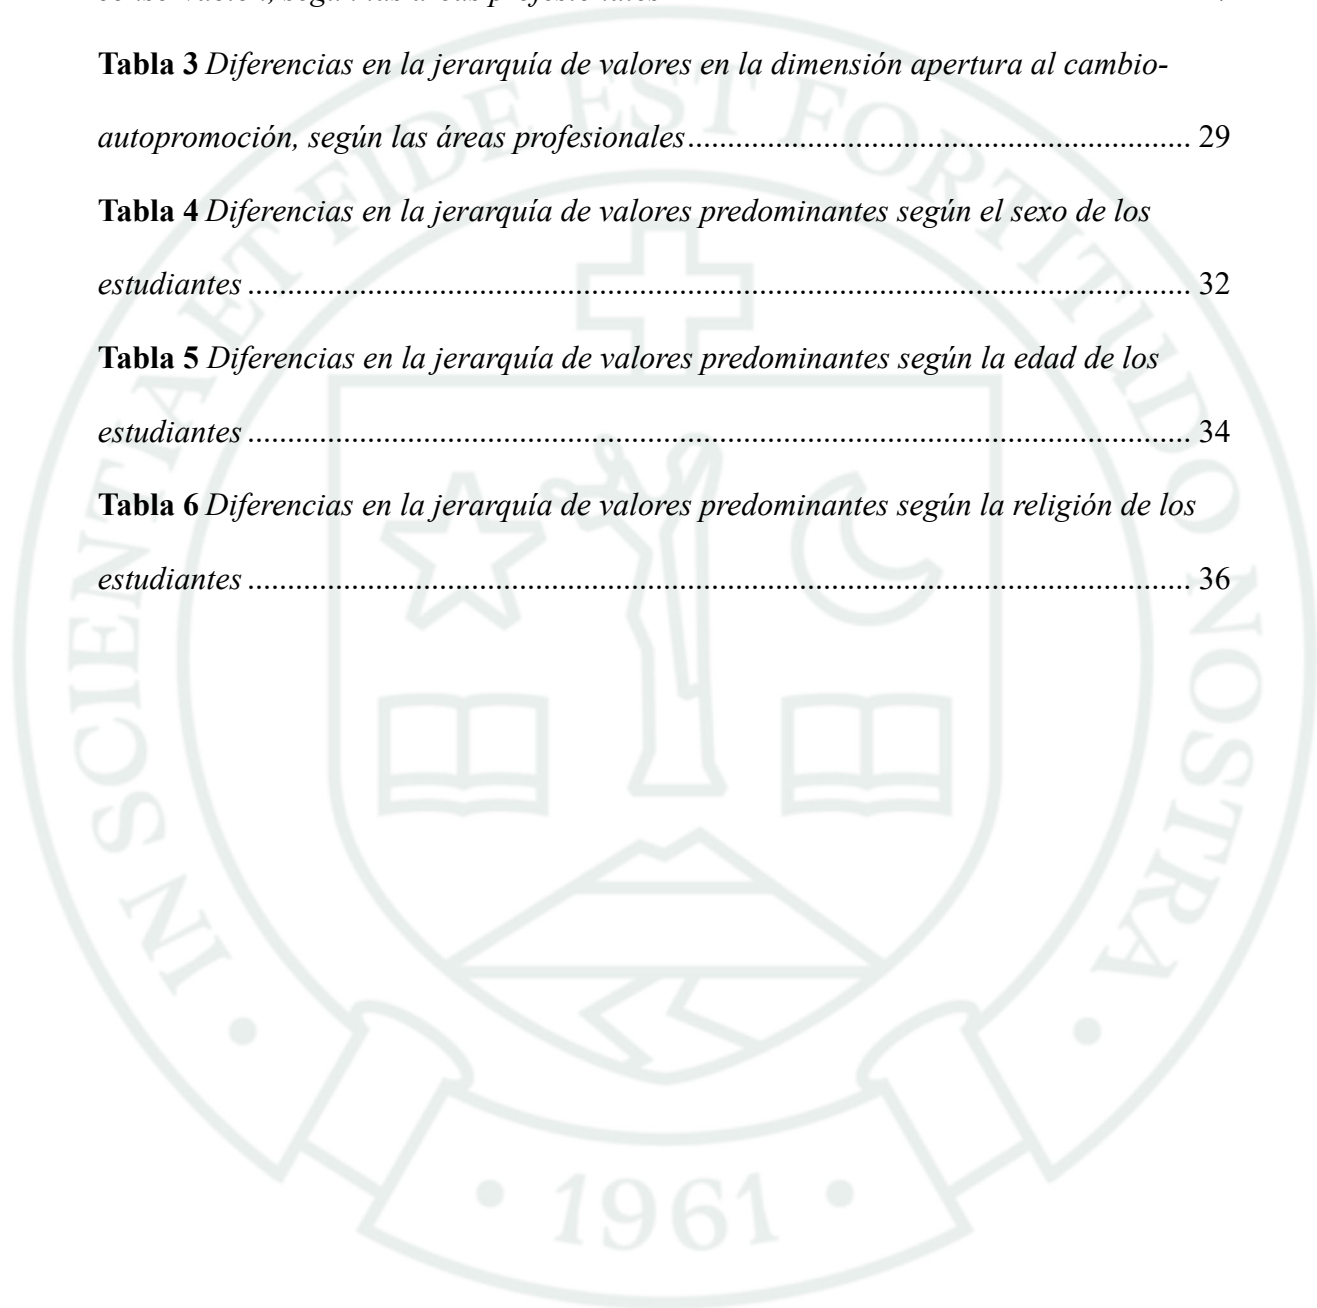 Tabla 3 Diferencias en la jerarquía de valores en la dimensión apertura al cambio-
autopromoción, según las áreas profesionales............................................................... 29
Tabla 4 Diferencias en la jerarquía de valores predominantes según el sexo de los
estudiantes ...................................................................................................................... 32
Tabla 5 Diferencias en la jerarquía de valores predominantes según la edad de los
estudiantes ...................................................................................................................... 34
Tabla 6 Diferencias en la jerarquía de valores predominantes según la religión de los
estudiantes ...................................................................................................................... 36
IN SCIENTIA ET FIDE EST FORTITUDO NOSTRA
• 1961 •